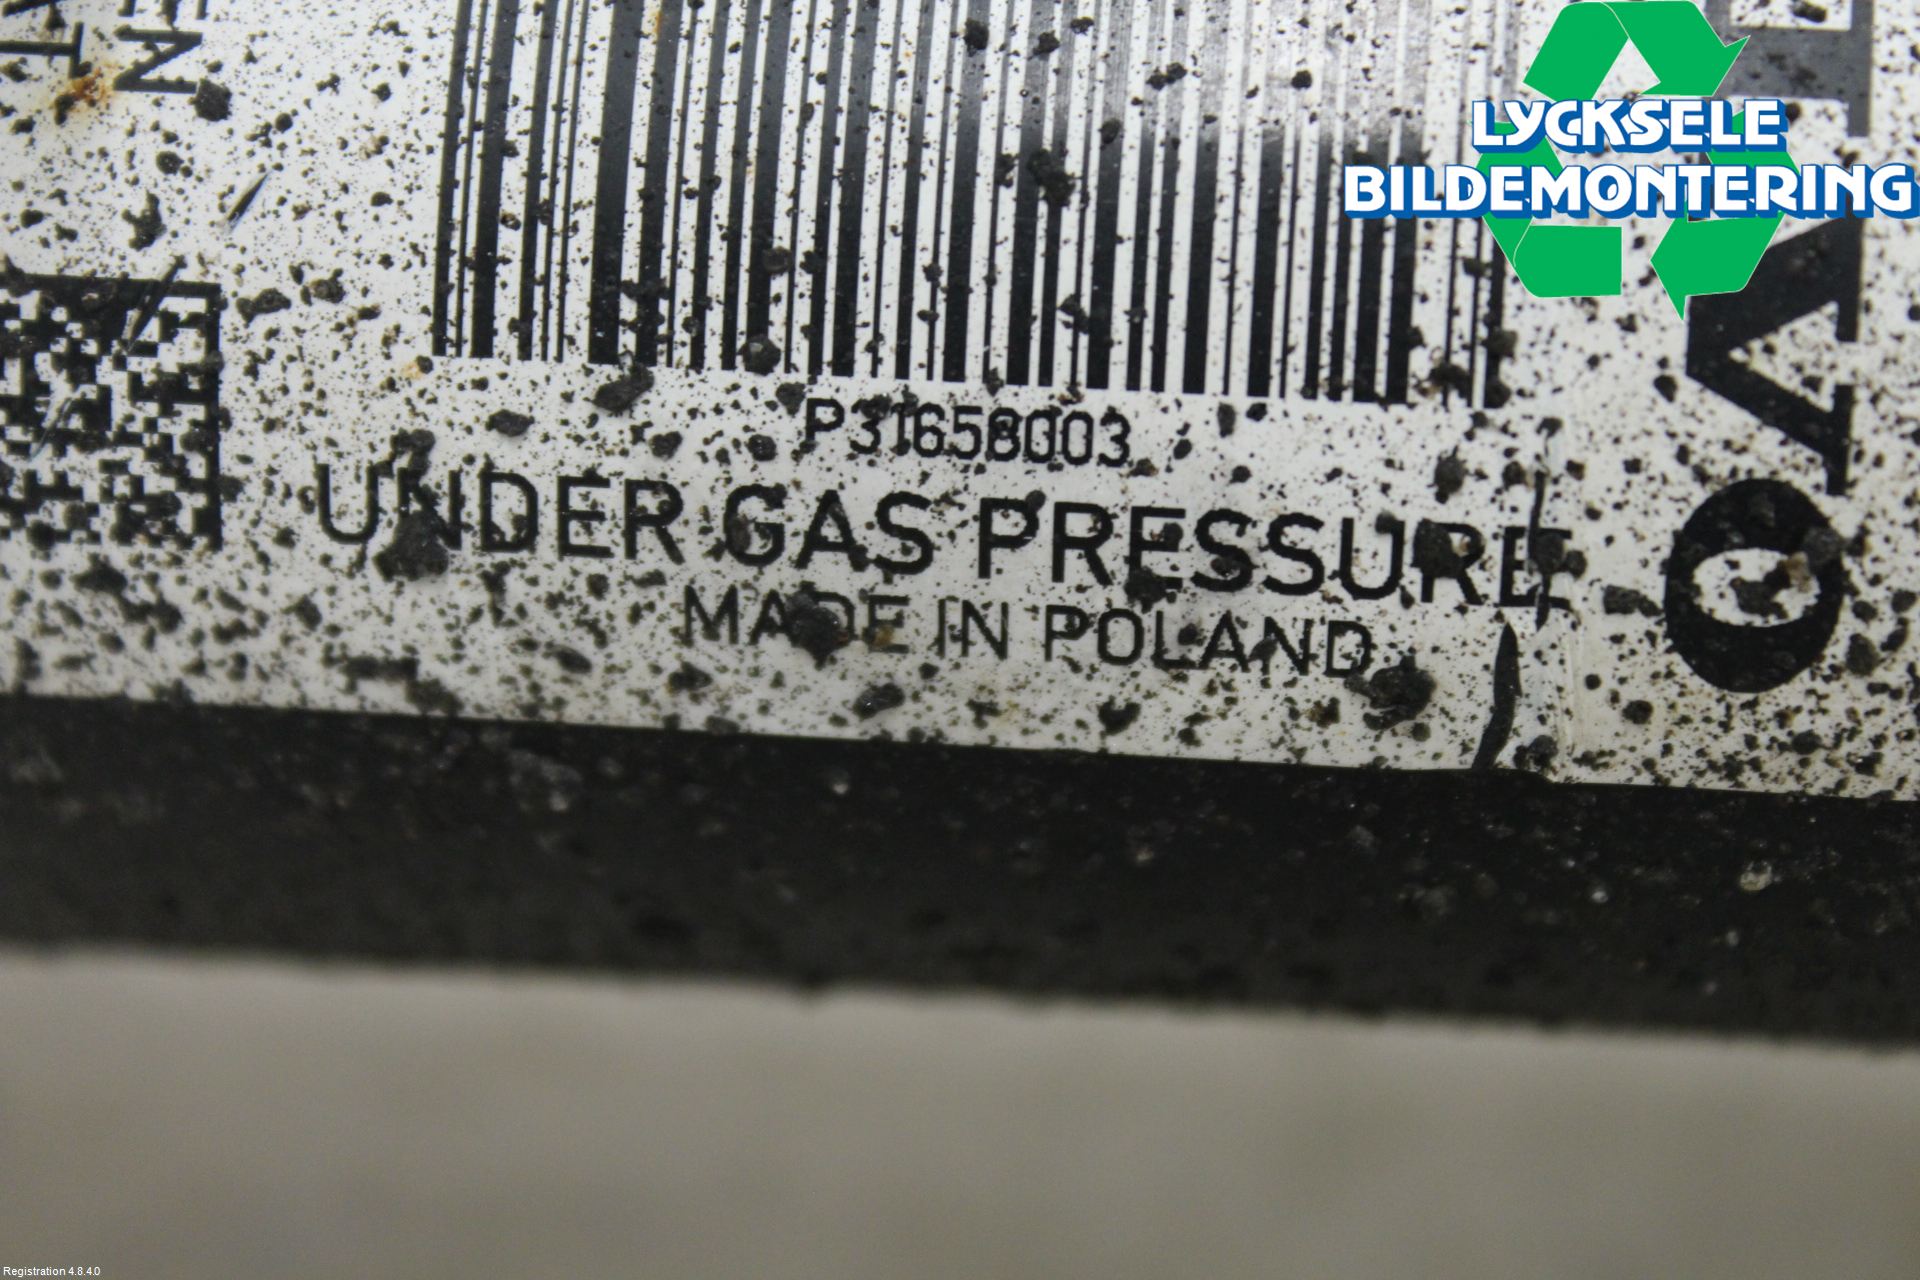 LYCKSELE
BILDEMONTERING
P31658003
UNDER GAS PRESSURE
MADE IN POLAND
Registration 4.8.4.0